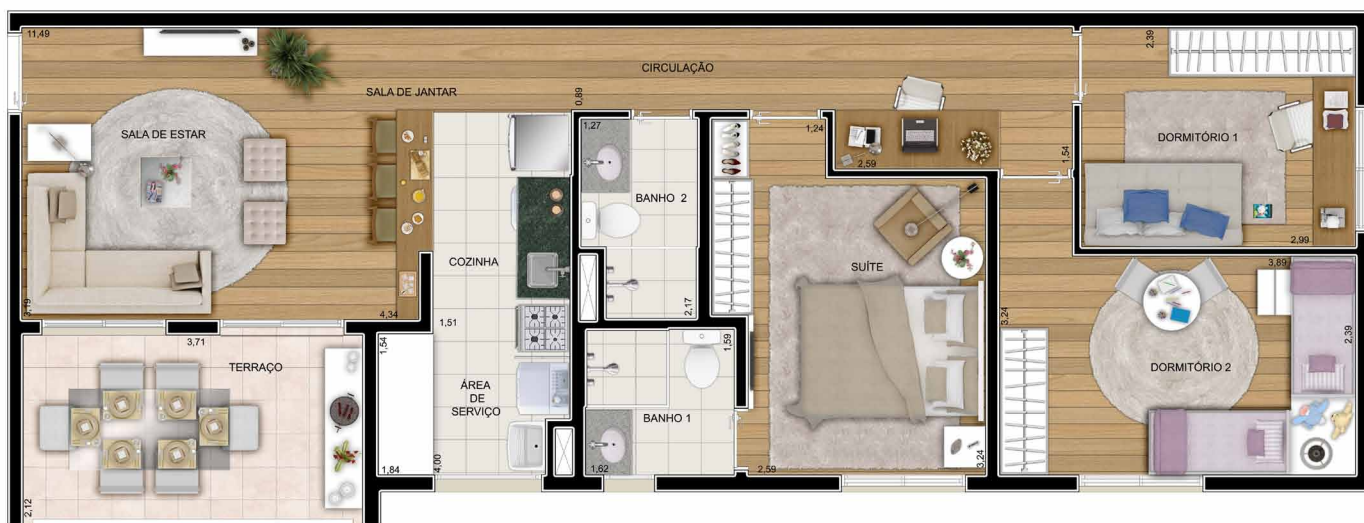 11,49
CIRCULAÇÃO
2,39
SALA DE JANTAR
0,89
SALA DE ESTAR
1,27
1,24
2,59
1,54
DORMITÓRIO 1
BANHO 2
2,99
COZINHA
SUÍTE
3,89
3,19
4,34
1,51
2,17
3,24
2,39
3,71
1,54
1,59
TERRAÇO
DORMITÓRIO 2
ÁREA
DE
SERVIÇO
BANHO 1
1,84
4,00
1,62
2,59
3,24
2,12